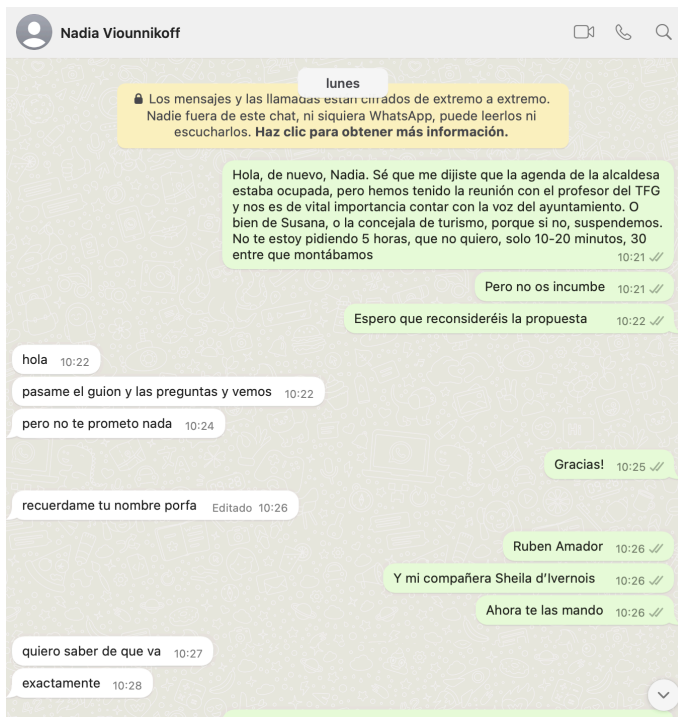 Nadia Viounnikoff
lunes
Los mensajes y las llamadas están cifrados de extremo a extremo.
Nadie fuera de este chat, ni siquiera WhatsApp, puede leerlos ni
escucharlos. Haz clic para obtener más información.
Hola, de nuevo, Nadia. Sé que me dijiste que la agenda de la alcaldesa
estaba ocupada, pero hemos tenido la reunión con el profesor del TFG
y nos es de vital importancia contar con la voz del ayuntamiento. O
bien de Susana, o la concejala de turismo, porque si no, suspendemos.
No te estoy pidiendo 5 horas, que no quiero, solo 10-20 minutos, 30
entre que montábamos 10:21
Pero no os incumbe 10:21
Espero que reconsideréis la propuesta 10:22
hola 10:22
pasame el guion y las preguntas y vemos 10:22
pero no te prometo nada 10:24
Gracias! 10:25
recuerdame tu nombre porfa Editado 10:26
Ruben Amador 10:26
Y mi compañera Sheila d’Ivernois 10:26
Ahora te las mando 10:26
quiero saber de que va 10:27
exactamente 10:28